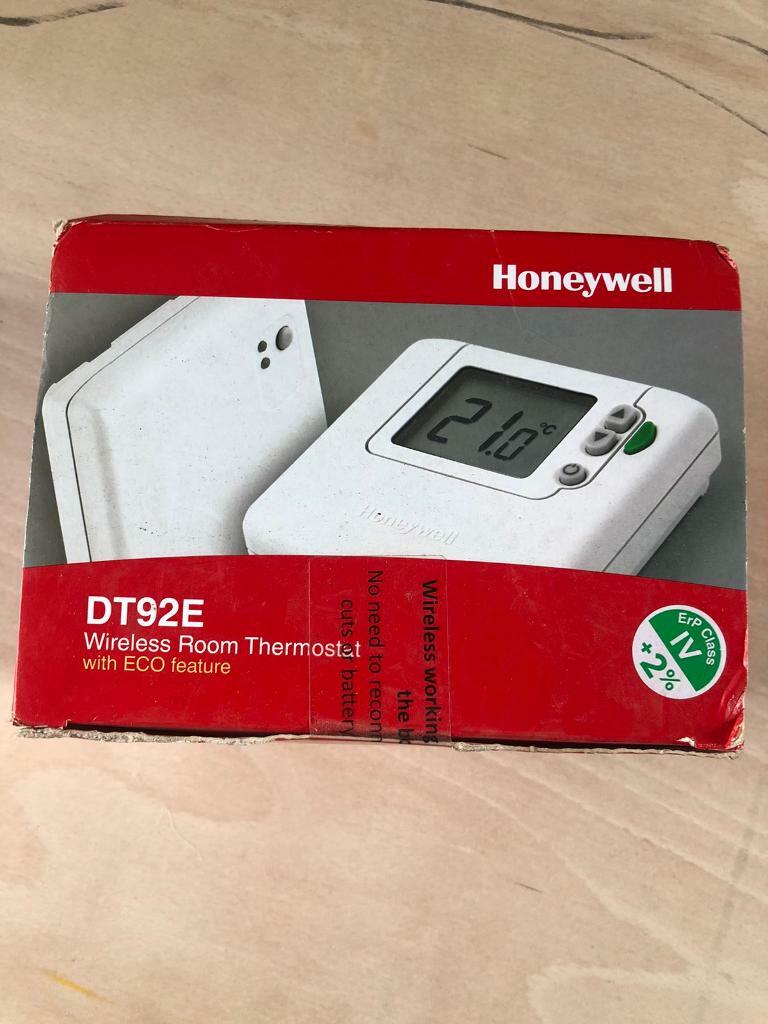 Honeywell
21.0 °C
Honeywell
DT92E
Wireless Room Thermostat
with ECO feature
Wireless working
the
No need to
cuts or battery
ErP Class
IV
+2%